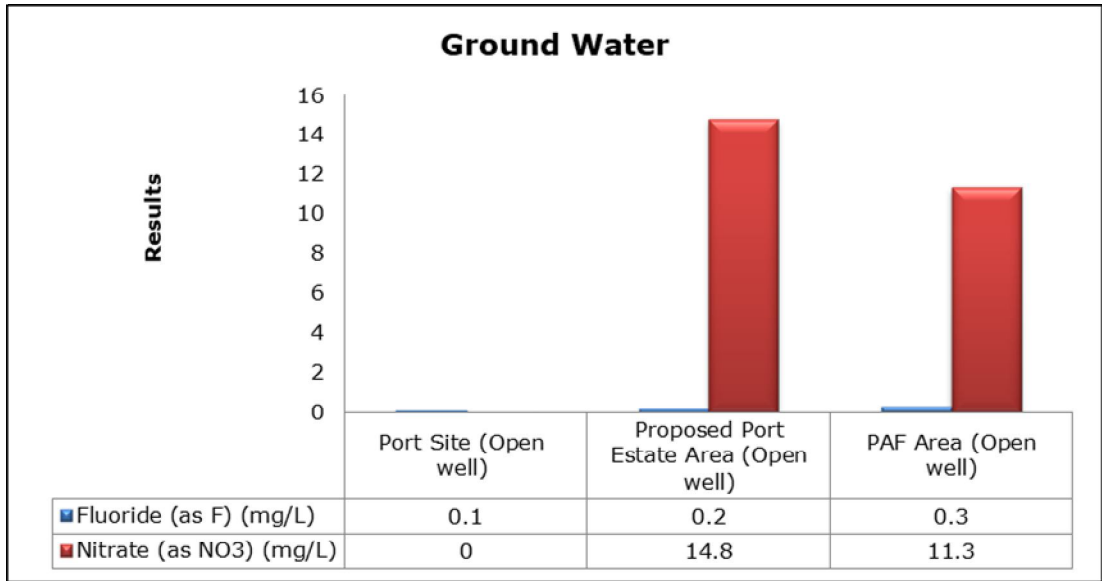 Ground Water
Results
16
14
12
10
8
6
4
2
0
Port Site (Open
well)
Proposed Port
Estate Area (Open
well)
PAF Area (Open
well)
Fluoride (as F) (mg/L) 0.1 0.2 0.3
Nitrate (as NO3) (mg/L) 0 14.8 11.3